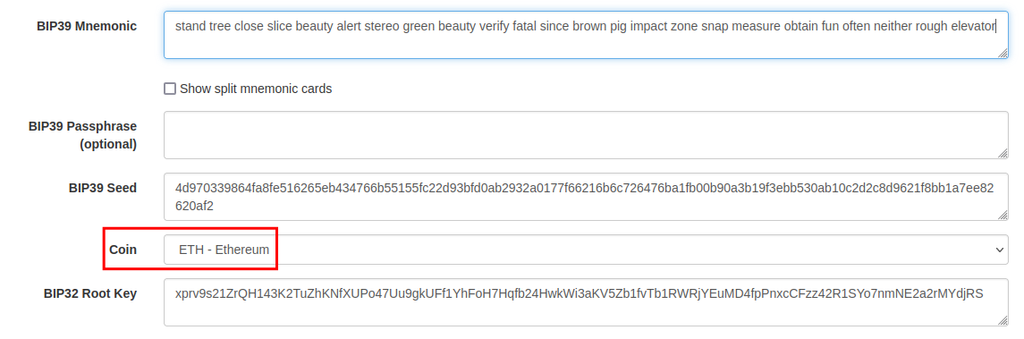 BIP39 Mnemonic
stand tree close slice beauty alert stereo green beauty verify fatal since brown pig impact zone snap measure obtain fun often neither rough elevator
Show split mnemonic cards
BIP39 Passphrase
(optional)
BIP39 Seed
4d970339864fa8fe516265eb434766b55155fc22d93bfd0ab2932a0177f66216b6c726476ba1fb00b90a3b19f3ebb530ab10c2d2c8d9621f8bb1a7ee82
620af2
Coin
ETH - Ethereum
BIP32 Root Key
xprv9s21ZrQH143K2TuZhKNfXUPo47Uu9gkUFf1YhFoH7Hqfb24HwkWi3aKV5Zb1fvTb1RWRjYEuMD4fpPnxcCFzz42R1SYo7nmNE2a2rMYdjRS